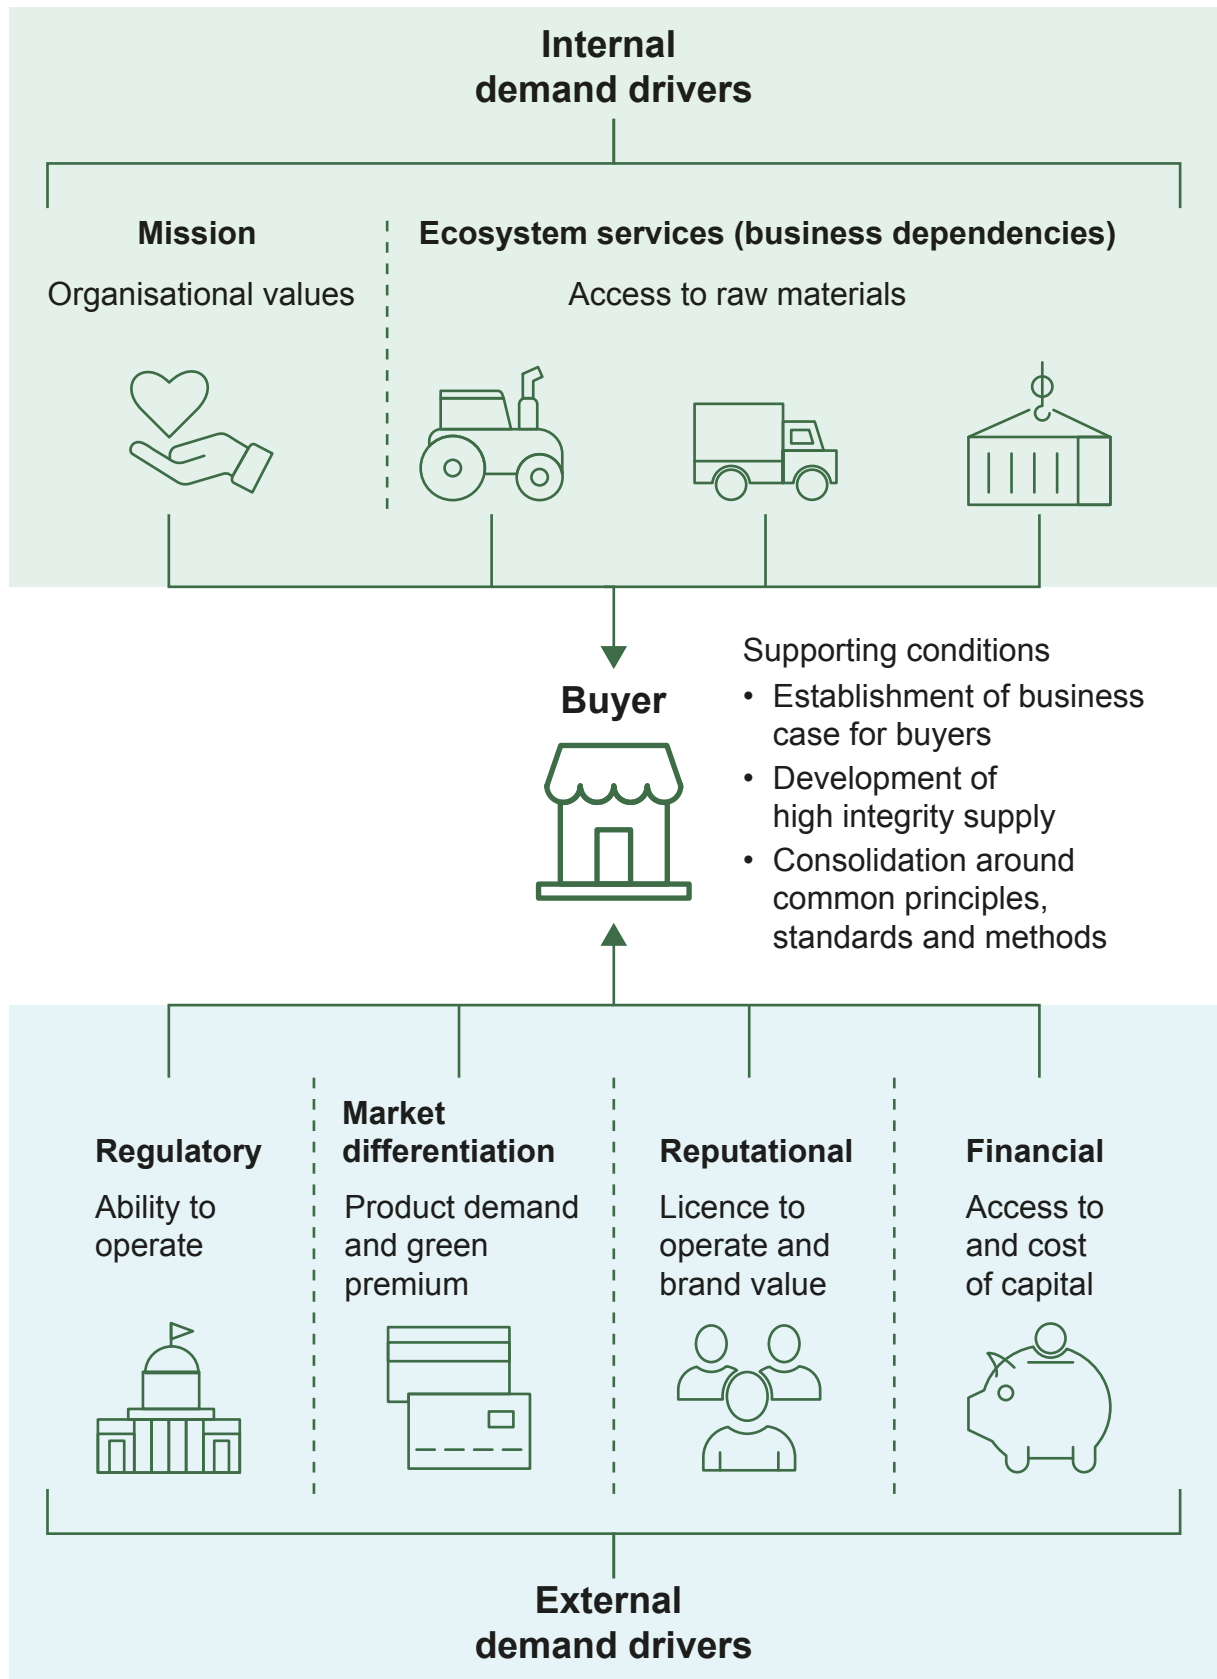 Internal
demand drivers
Mission
Organisational values
Ecosystem services (business dependencies)
Access to raw materials
Buyer
Supporting conditions
• Establishment of business
case for buyers
• Development of
high integrity supply
• Consolidation around
common principles,
standards and methods
Regulatory
Ability to
operate
Market
differentiation
Product demand
and green
premium
Reputational
Licence to
operate and
brand value
Financial
Access to
and cost
of capital
External
demand drivers